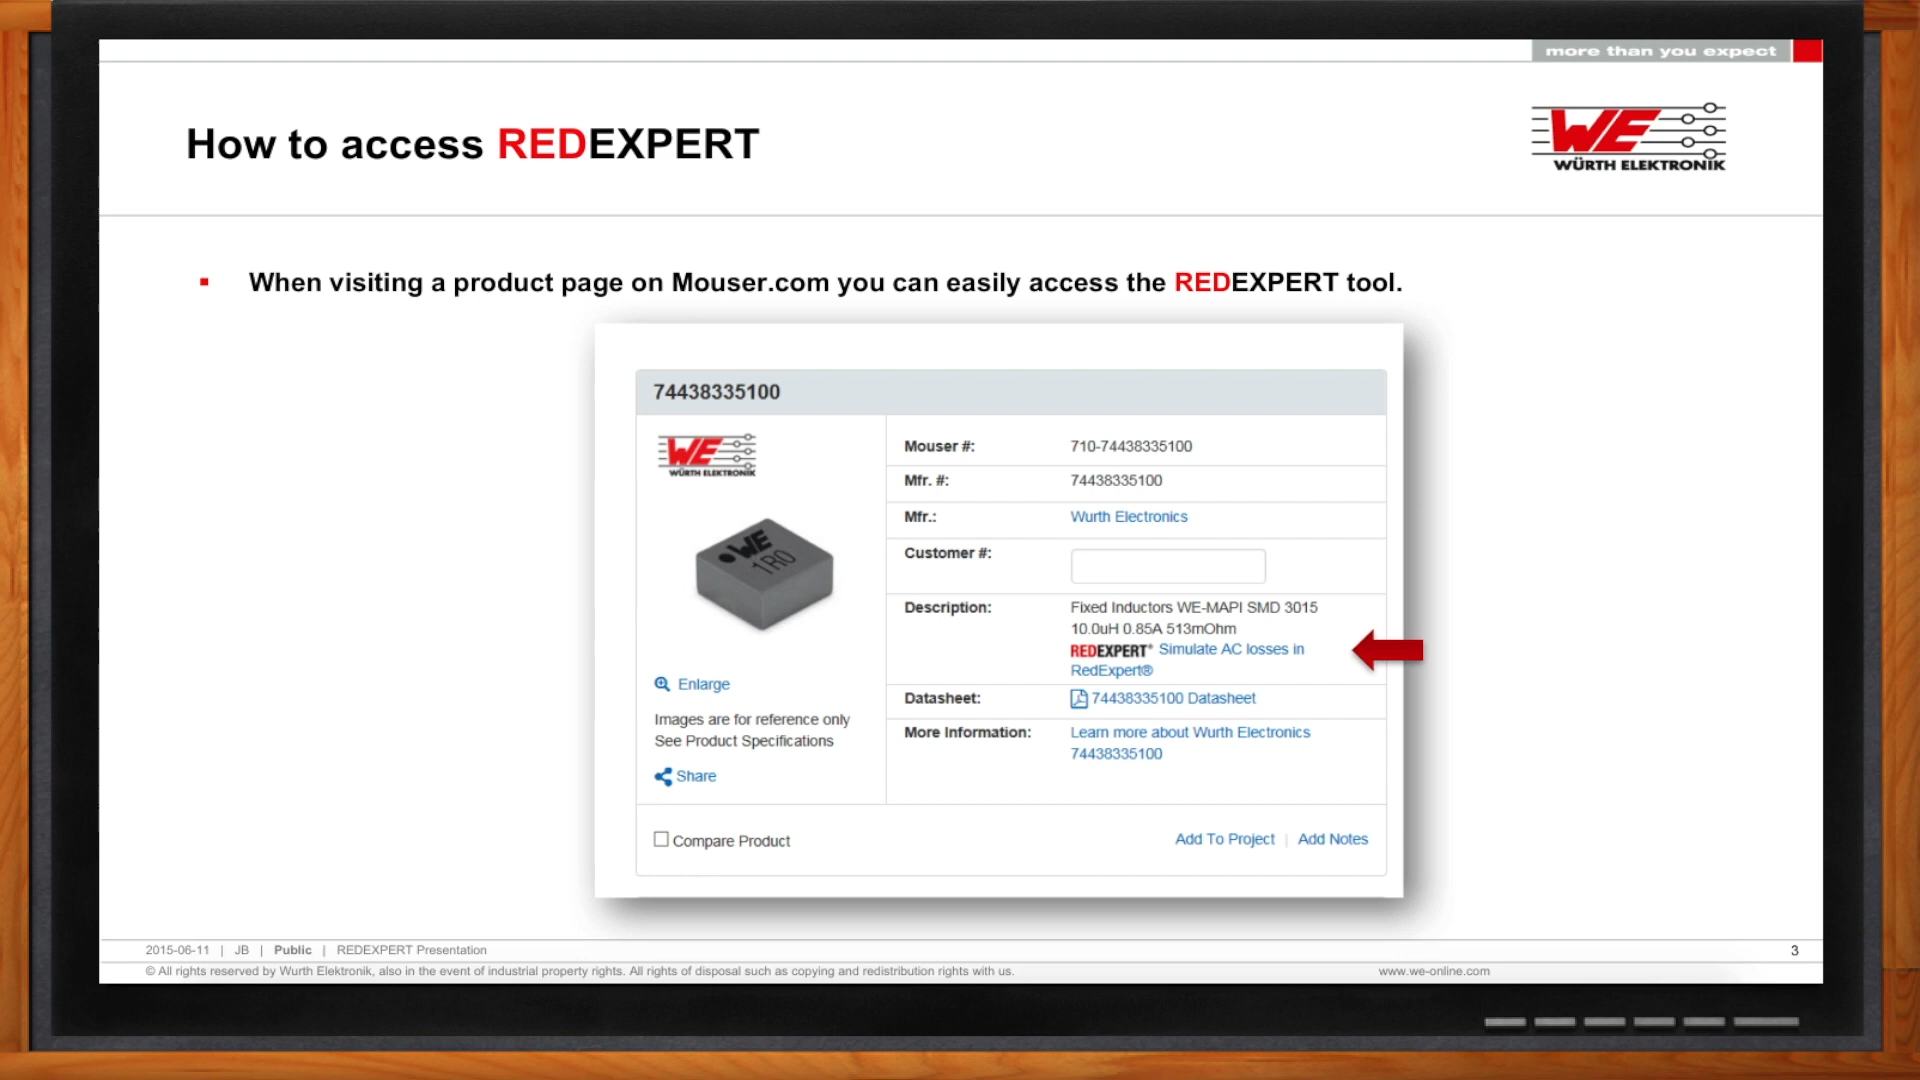 more than you expect
How to access REDEXPERT
WE
WÜRTH ELEKTRONIK
When visiting a product page on Mouser.com you can easily access the REDEXPERT tool.
74438335100
WE
WÜRTH ELEKTRONIK
WE
1R0
Enlarge
Images are for reference only
See Product Specifications
Share
Mouser #: 710-74438335100
Mfr. #: 74438335100
Mfr.: Wurth Electronics
Customer #:
Description: Fixed Inductors WE-MAPI SMD 3015
10.0uH 0.85A 513mOhm
REDEXPERT® Simulate AC losses in
RedExpert®
Datasheet: 74438335100 Datasheet
More Information: Learn more about Wurth Electronics
74438335100
Compare Product
Add To Project | Add Notes
2015-06-11 | JB | Public | REDEXPERT Presentation
3
© All rights reserved by Wurth Elektronik, also in the event of industrial property rights. All rights of disposal such as copying and redistribution rights with us.
www.we-online.com